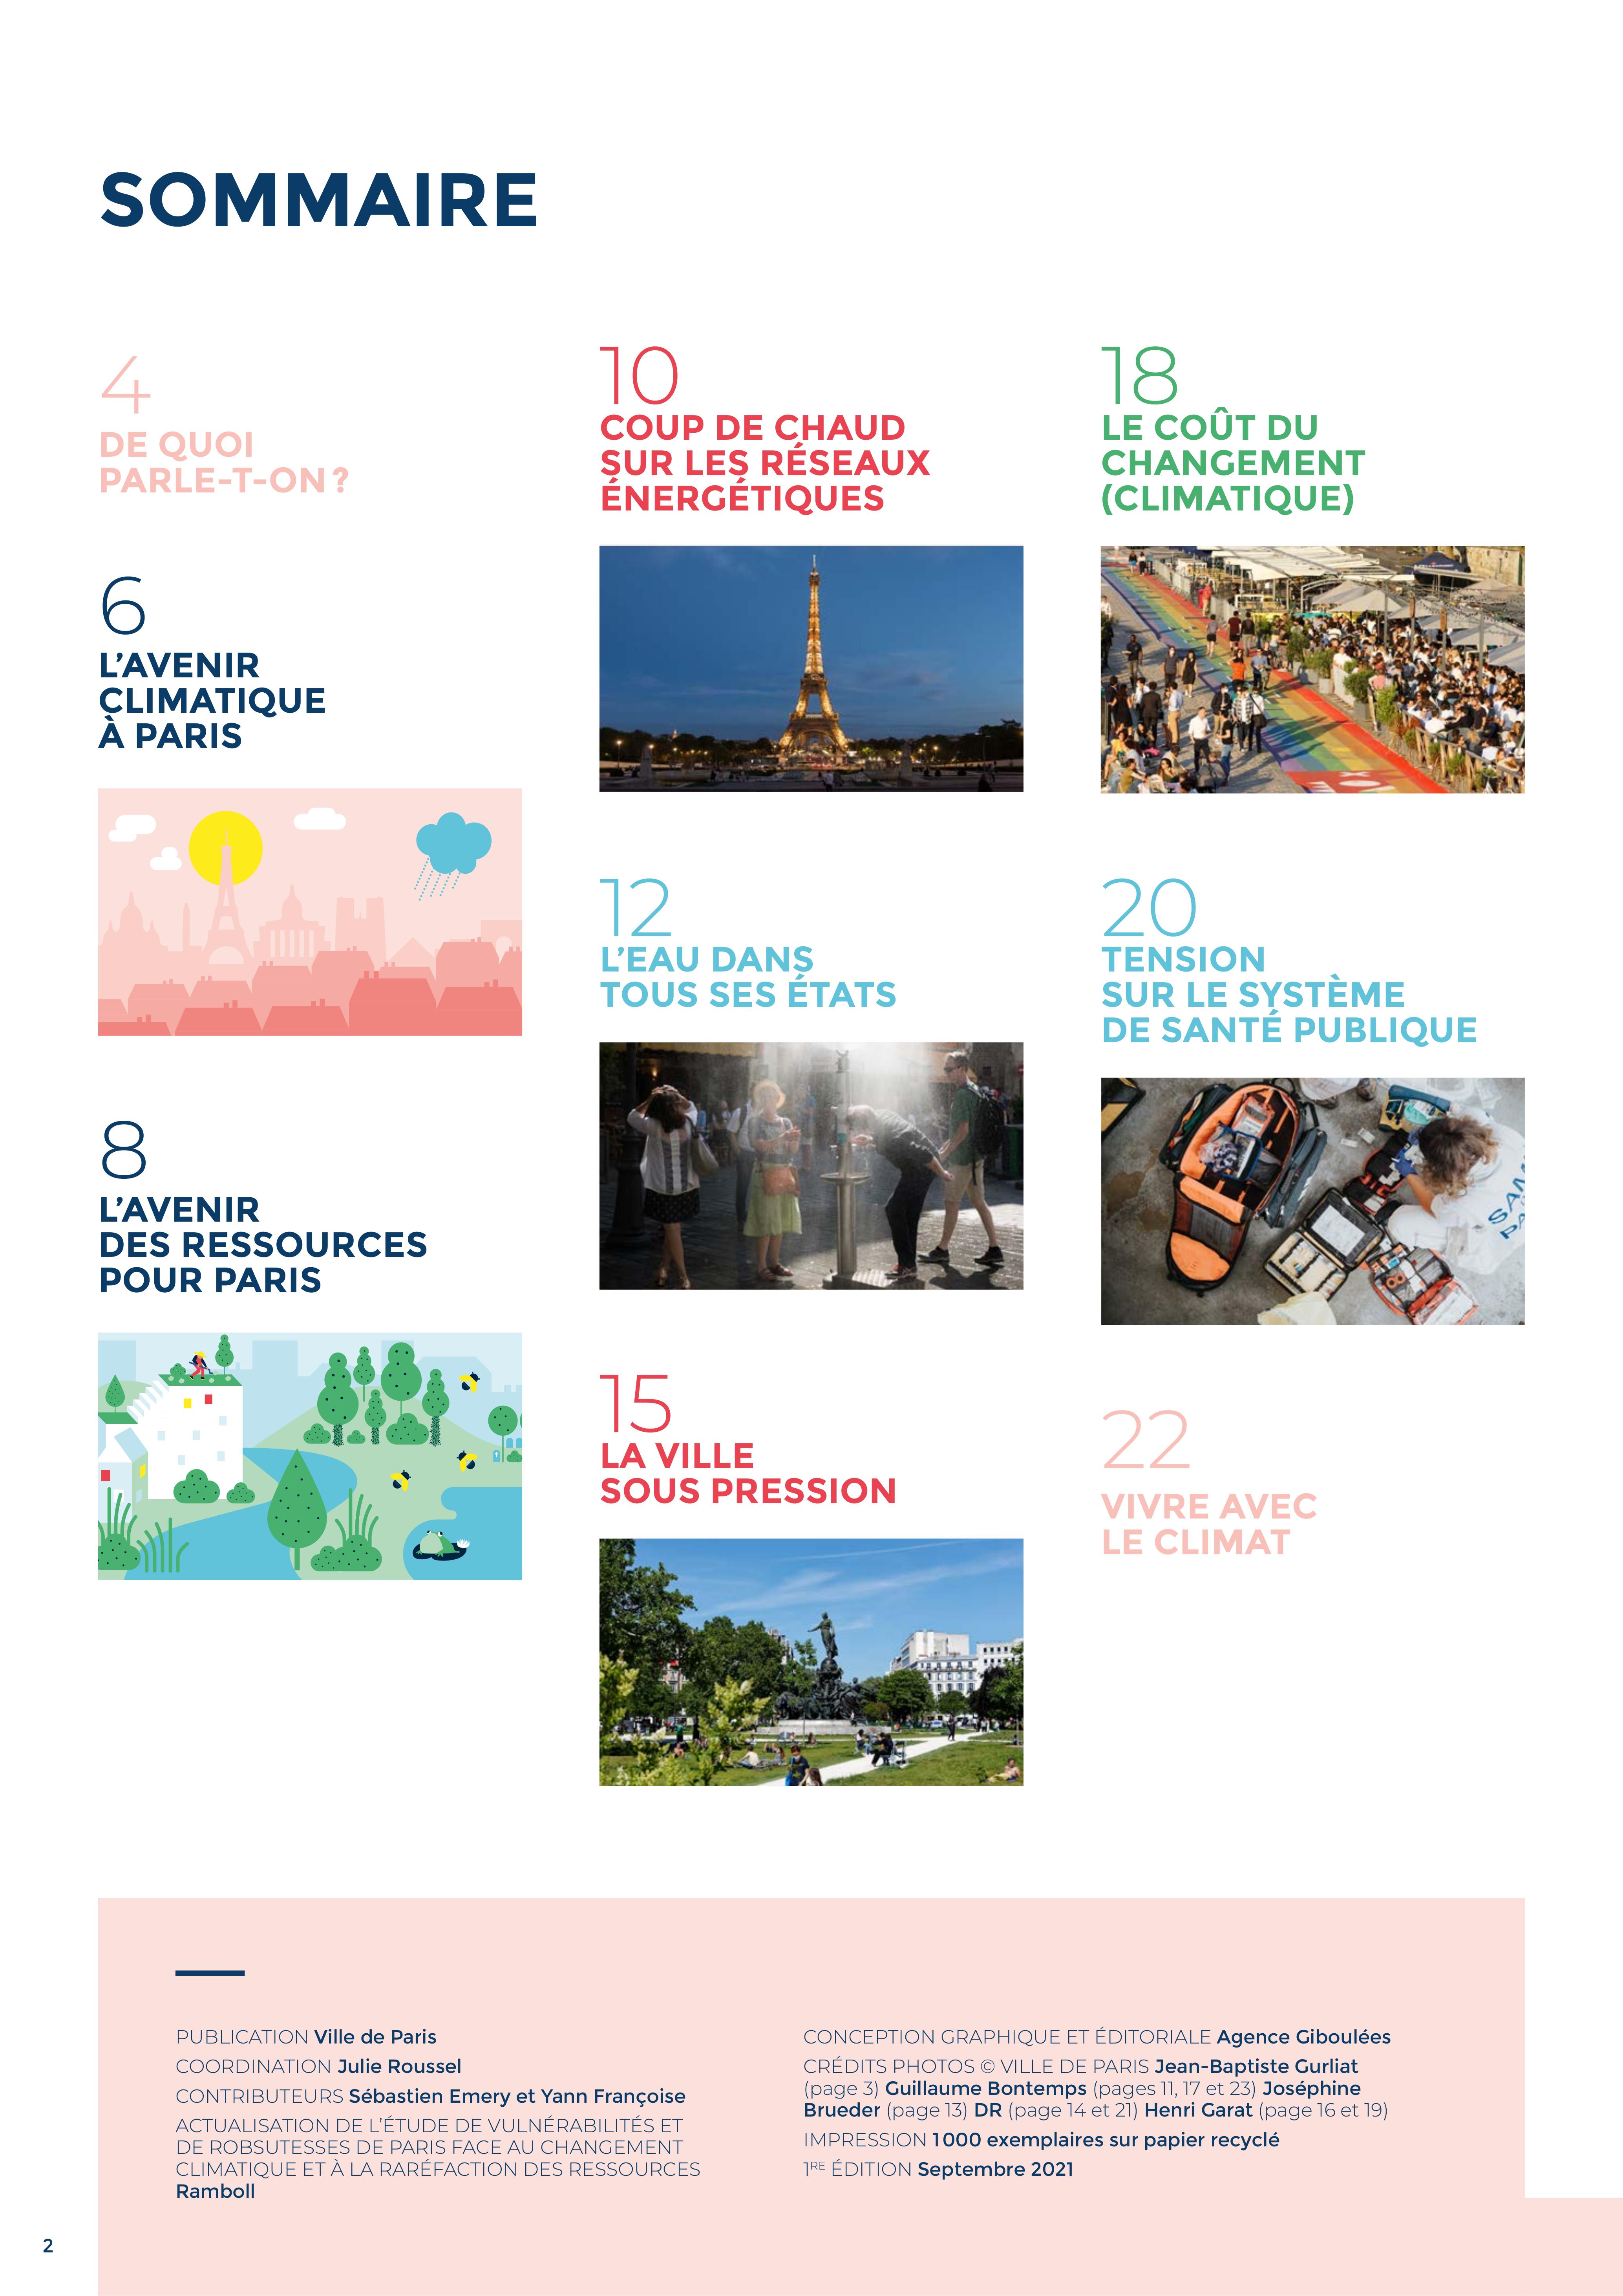 SOMMAIRE
4
DE QUOI
PARLE-T-ON ?
6
L’AVENIR
CLIMATIQUE
À PARIS
8
L’AVENIR
DES RESSOURCES
POUR PARIS
10
COUP DE CHAUD
SUR LES RÉSEAUX
ÉNERGÉTIQUES
12
L’EAU DANS
TOUS SES ÉTATS
15
LA VILLE
SOUS PRESSION
18
LE COÛT DU
CHANGEMENT
(CLIMATIQUE)
20
TENSION
SUR LE SYSTÈME
DE SANTÉ PUBLIQUE
22
VIVRE AVEC
LE CLIMAT
PUBLICATION Ville de Paris
COORDINATION Julie Roussel
CONTRIBUTEURS Sébastien Emery et Yann Françoise
ACTUALISATION DE L’ÉTUDE DE VULNÉRABILITÉS ET
DE ROBSUTESSES DE PARIS FACE AU CHANGEMENT
CLIMATIQUE ET À LA RARÉFACTION DES RESSOURCES
Ramboll
CONCEPTION GRAPHIQUE ET ÉDITORIALE Agence Giboulées
CRÉDITS PHOTOS © VILLE DE PARIS Jean-Baptiste Gurliat
(page 3) Guillaume Bontemps (pages 11, 17 et 23) Joséphine
Brueder (page 13) DR (page 14 et 21) Henri Garat (page 16 et 19)
IMPRESSION 1000 exemplaires sur papier recyclé
1RE ÉDITION Septembre 2021
2